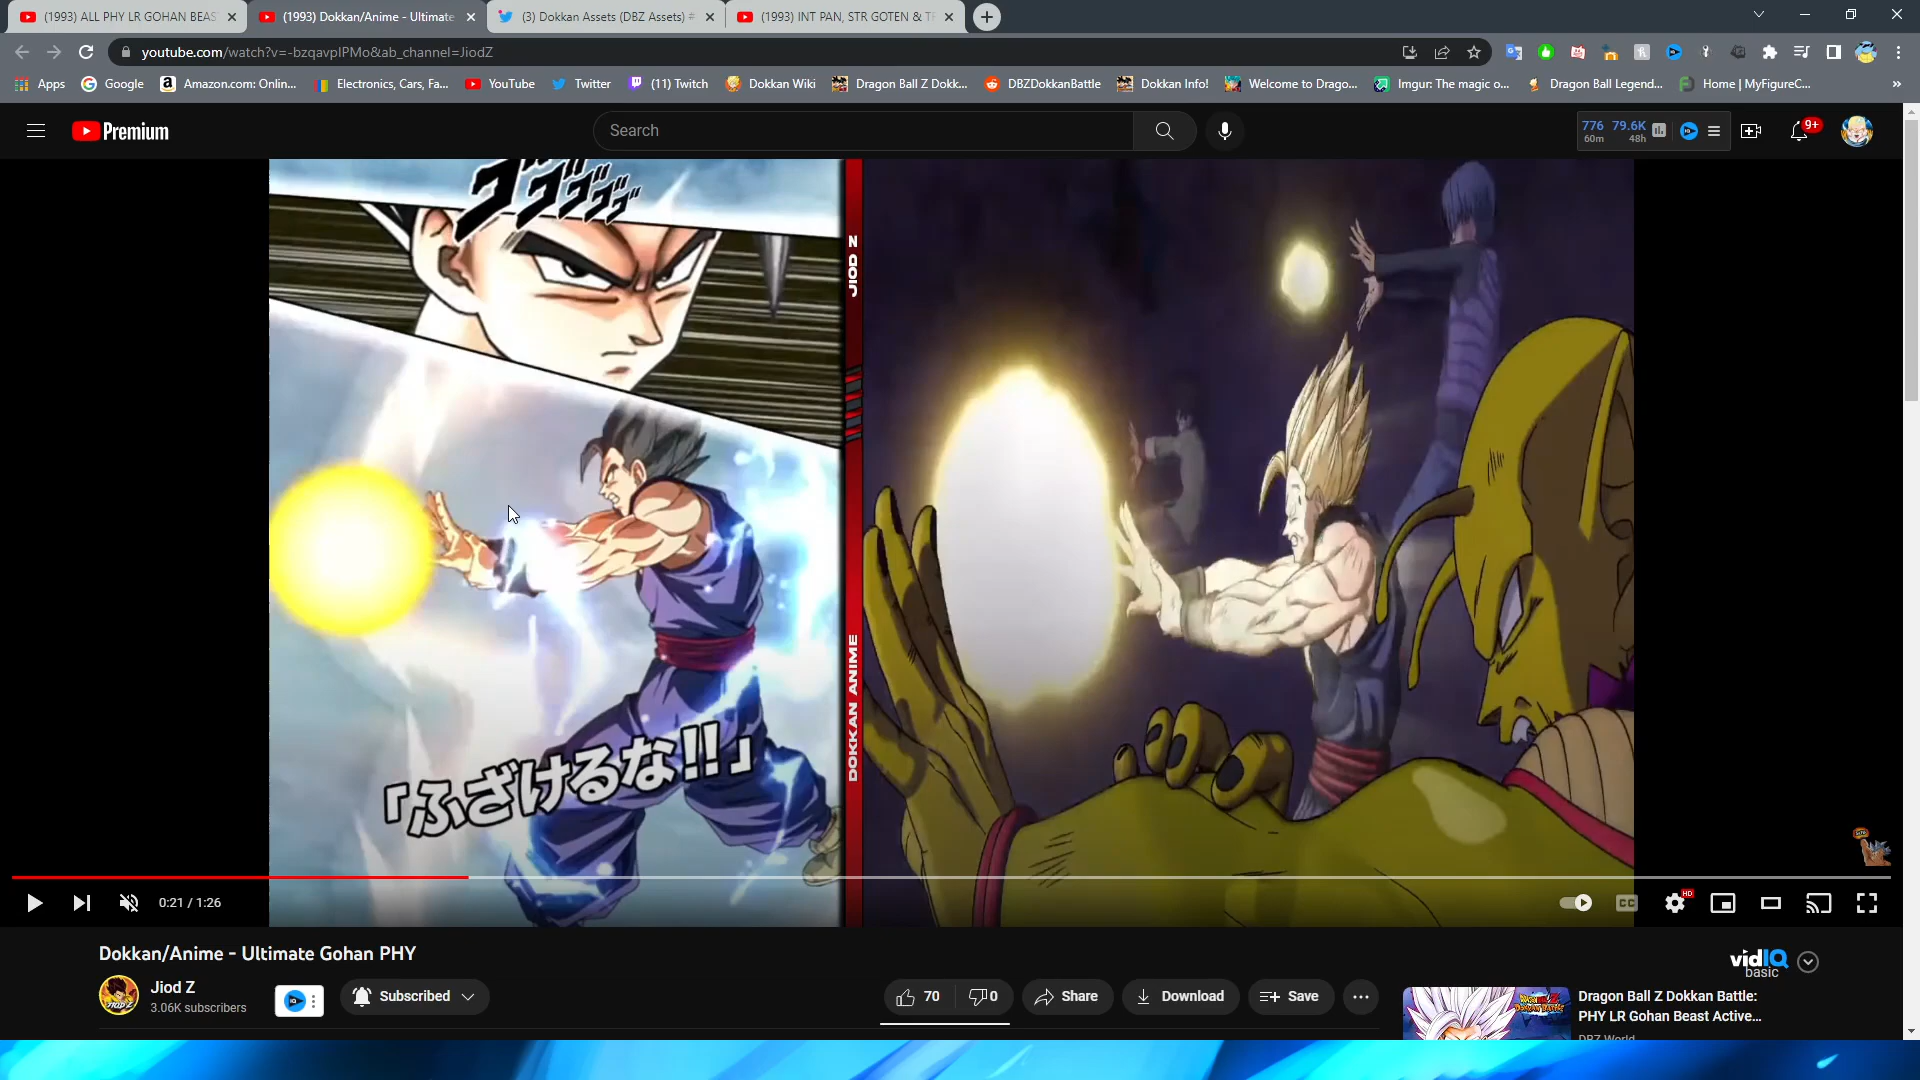 (1993) ALL PHY LR GOHAN BEAS
(1993) Dokkan/Anime - Ultimate
(3) Dokkan Assets (DBZ Assets) #
(1993) INT PAN, STR GOTEN & T
youtube.com/watch?v=-bzqavpIPMo&ab_channel=JiodZ
Apps
Google
Amazon.com: Onlin...
Electronics, Cars, Fa...
YouTube
Twitter
(11) Twitch
Dokkan Wiki
Dragon Ball Z Dokk...
DBZDokkanBattle
Dokkan Info!
Welcome to Drago...
Imgur: The magic o...
Dragon Ball Legend...
Home | MyFigureC...
»
Premium
Search
776 79.6K
60m 48h
9+
JIOD Z
DOKKAN ANIME
「ふざけるな!!」
0:21 / 1:26
CC
HD
Dokkan/Anime - Ultimate Gohan PHY
Jiod Z
3.06K subscribers
Subscribed
70
0
Share
Download
Save
vidIQ
basic
Dragon Ball Z Dokkan Battle:
PHY LR Gohan Beast Active...
DBZ World